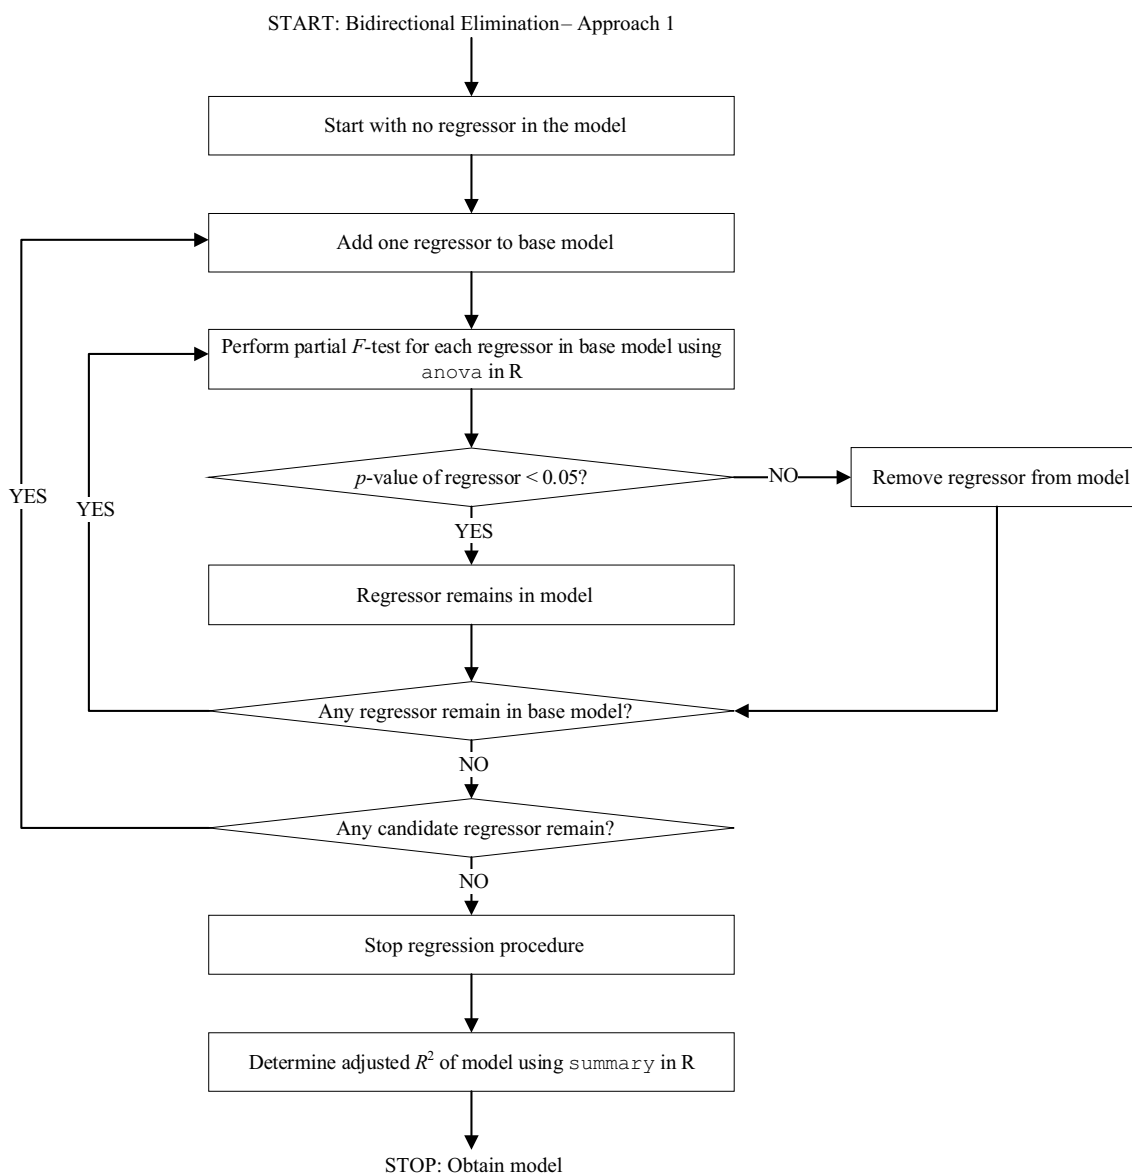 START: Bidirectional Elimination – Approach 1
Start with no regressor in the model
Add one regressor to base model
Perform partial F-test for each regressor in base model using
anova in R
p-value of regressor < 0.05?
NO
Remove regressor from model
YES
YES
YES
Regressor remains in model
Any regressor remain in base model?
NO
Any candidate regressor remain?
NO
Stop regression procedure
Determine adjusted R² of model using summary in R
STOP: Obtain model